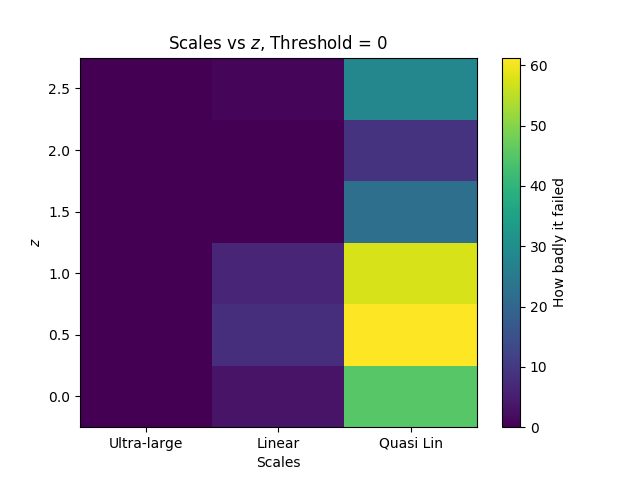 Scales vs z, Threshold = 0
2.5
2.0
1.5
1.0
0.5
0.0
z
Ultra-large Linear Quasi Lin
Scales
60
50
40
30
20
10
0
How badly it failed